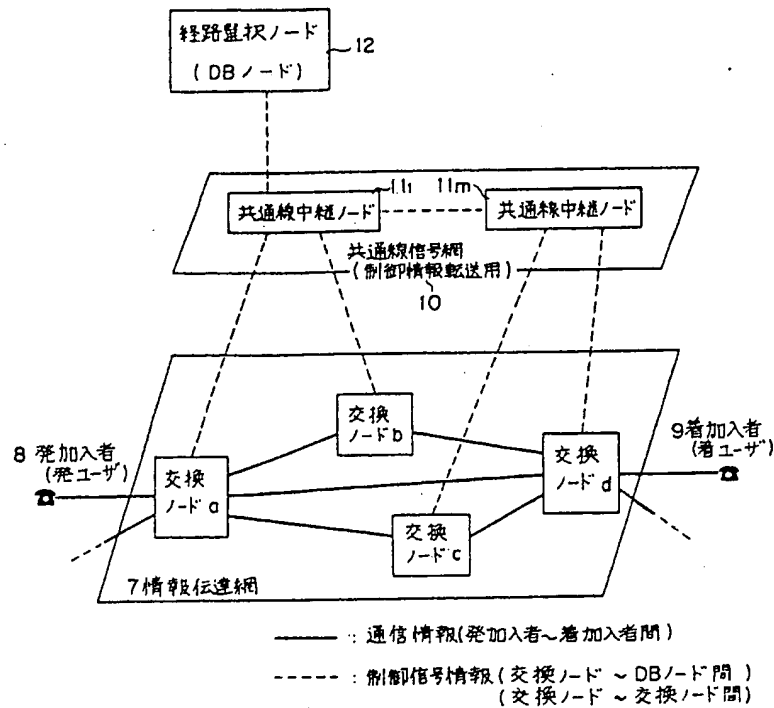 経路選択ノード
(DBノード)
12
11₁ 11m
共通線中継ノード
共通線中継ノード
共通線信号網
(制御情報転送用)
10
交換
ノードb
8 発加入者
(発ユーザ)
9着加入者
(着ユーザ)
交換
ノードa
交換
ノードd
交換
ノードc
7情報伝達網
: 通信情報(発加入者~着加入者間)
: 制御信号情報(交換ノード ~ DBノード間)
(交換ノード ~ 交換ノード間)